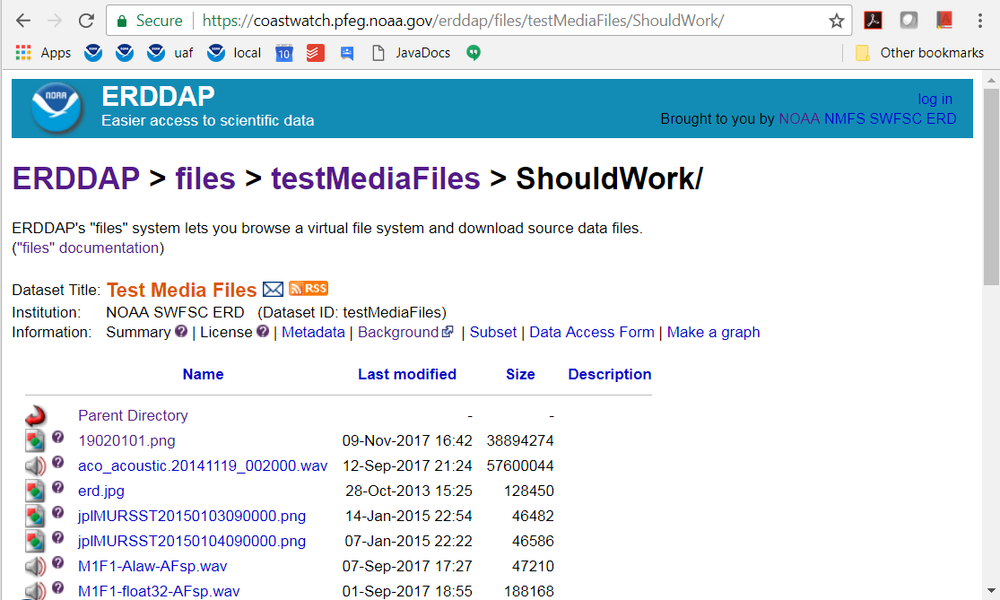 Secure https://coastwatch.pfeg.noaa.gov/erddap/files/testMediaFiles/ShouldWork/
Apps uaf local 10 JavaDocs Other bookmarks
NOAA
ERDDAP
Easier access to scientific data
log in
Brought to you by NOAA NMFS SWFSC ERD
ERDDAP > files > testMediaFiles > ShouldWork/
ERDDAP's "files" system lets you browse a virtual file system and download source data files.
("files" documentation)
Dataset Title: Test Media Files RSS
Institution: NOAA SWFSC ERD (Dataset ID: testMediaFiles)
Information: Summary ? | License ? | Metadata | Background | Subset | Data Access Form | Make a graph
Name Last modified Size Description
Parent Directory - -
? 19020101.png 09-Nov-2017 16:42 38894274
? aco_acoustic.20141119_002000.wav 12-Sep-2017 21:24 57600044
? erd.jpg 28-Oct-2013 15:25 128450
? jplMURSST20150103090000.png 14-Jan-2015 22:54 46482
? jplMURSST20150104090000.png 07-Jan-2015 22:22 46586
? M1F1-Alaw-AFsp.wav 07-Sep-2017 17:27 47210
? M1F1-float32-AFsp.wav 01-Sep-2017 18:55 188168